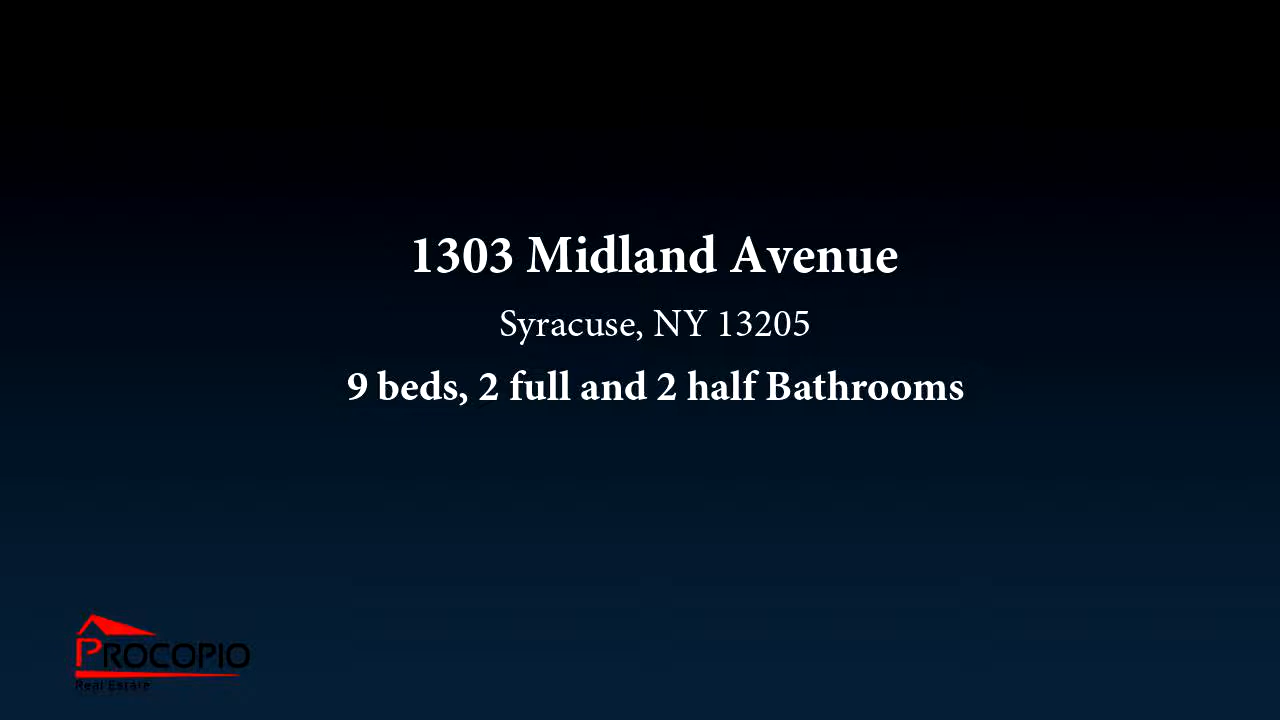 1303 Midland Avenue
Syracuse, NY 13205
9 beds, 2 full and 2 half Bathrooms
PROCOPIO
Real Estate